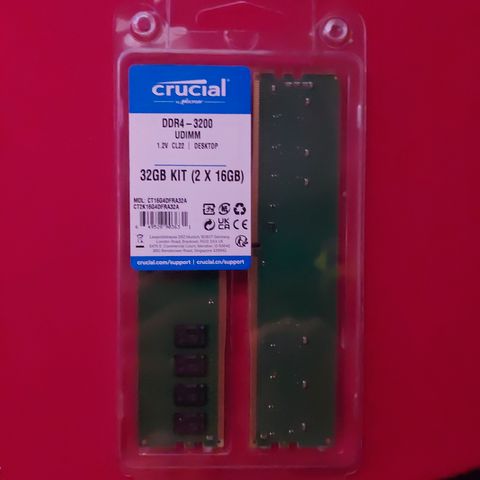 crucial
by Micron
DDR4-3200
UDIMM
1.2V CL22 | DESKTOP
32GB KIT (2 X 16GB)
MDL: CT16G4DFRA32A
CT2K16G4DFRA32A
crucial.com/support | crucial.cn/support